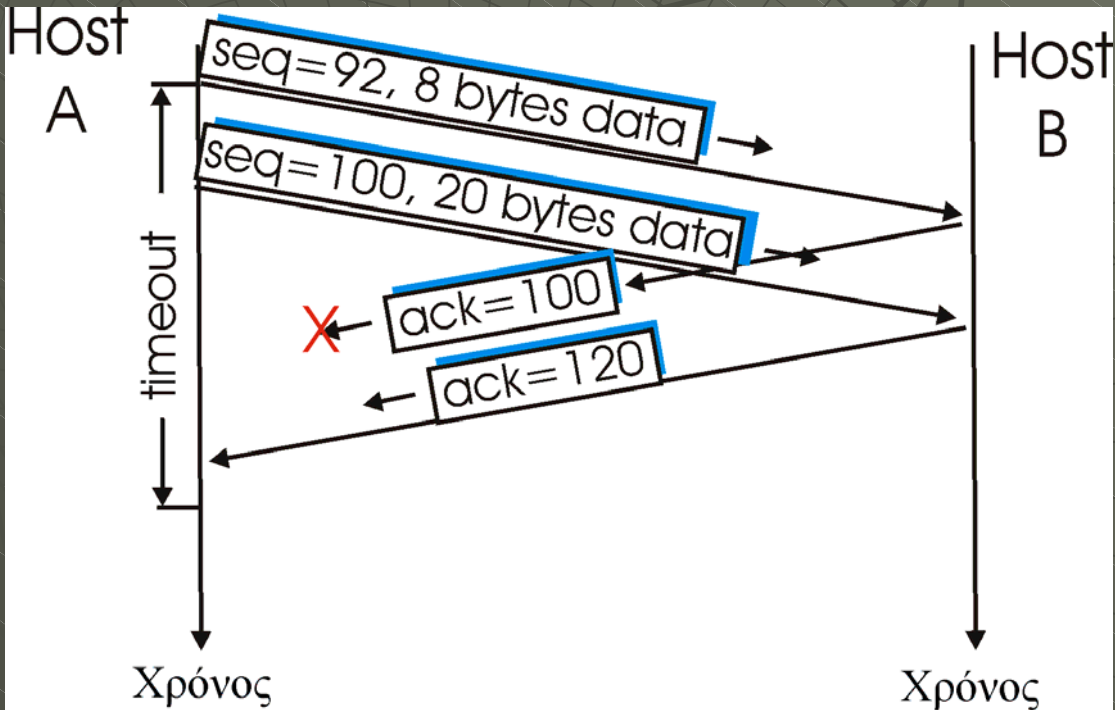 Host
A
Host
B
seq=92, 8 bytes data
seq=100, 20 bytes data
timeout
ack=100
X
ack=120
Χρόνος
Χρόνος